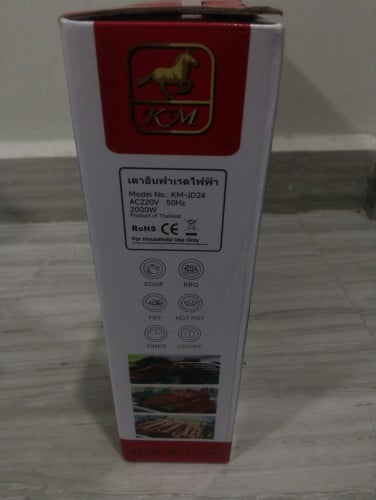 KM
เตาอินฟาเรดไฟฟ้า
Model No.: KM-JD24
AC220V 50Hz
2000W
Product of Thailand
RoHS CE
For Household Use Only
SOUP BBQ
FRY HOT POT
TIMER ON/OFF